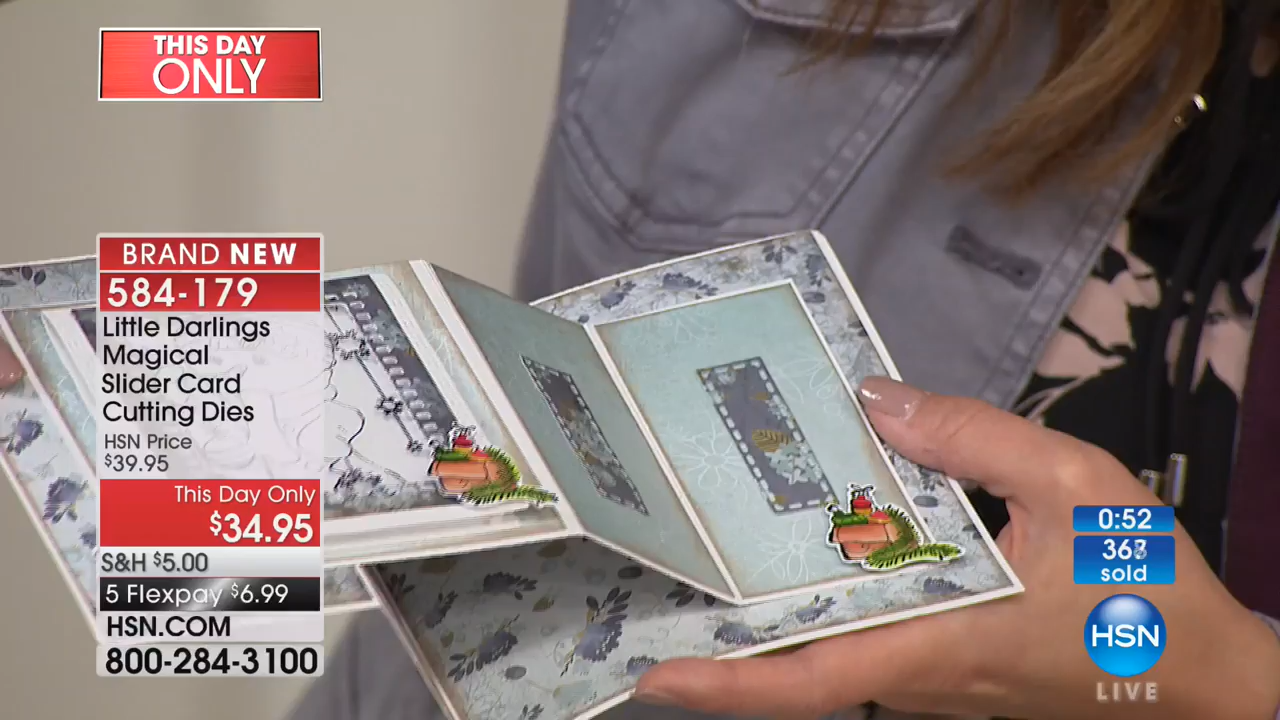 THIS DAY
ONLY
BRAND NEW
584-179
Little Darlings
Magical
Slider Card
Cutting Dies
HSN Price
$39.95
This Day Only
$34.95
S&H $5.00
5 Flexpay $6.99
HSN.COM
800-284-3100
0:52
sold
HSN
LIVE